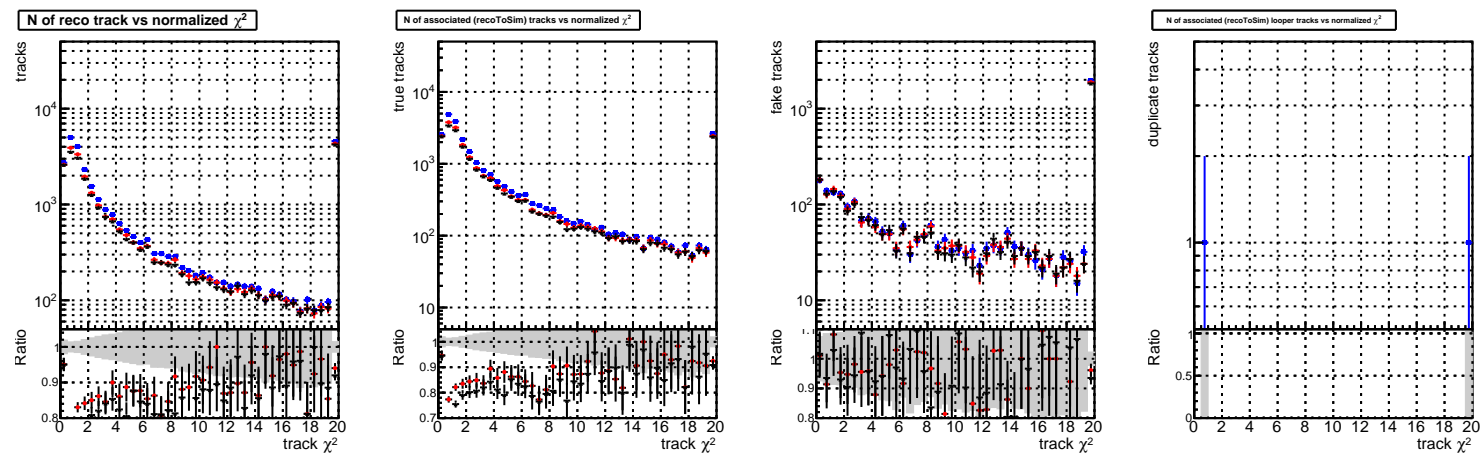 N of reco track vs normalized χ²
tracks
10⁴
10³
10²
Ratio
1
0.9
0.8
0 2 4 6 8 10 12 14 16 18 20
track χ²
N of associated (recoToSim) tracks vs normalized χ²
true tracks
10⁴
10³
10²
10
Ratio
1
0.9
0.8
0.7
0 2 4 6 8 10 12 14 16 18 20
track χ²
fake tracks
10³
10²
10
Ratio
1.1
1
0.9
0.8
0 2 4 6 8 10 12 14 16 18 20
track χ²
N of associated (recoToSim) looper tracks vs normalized χ²
duplicate tracks
1
Ratio
1
0.5
0
0 2 4 6 8 10 12 14 16 18 20
track χ²